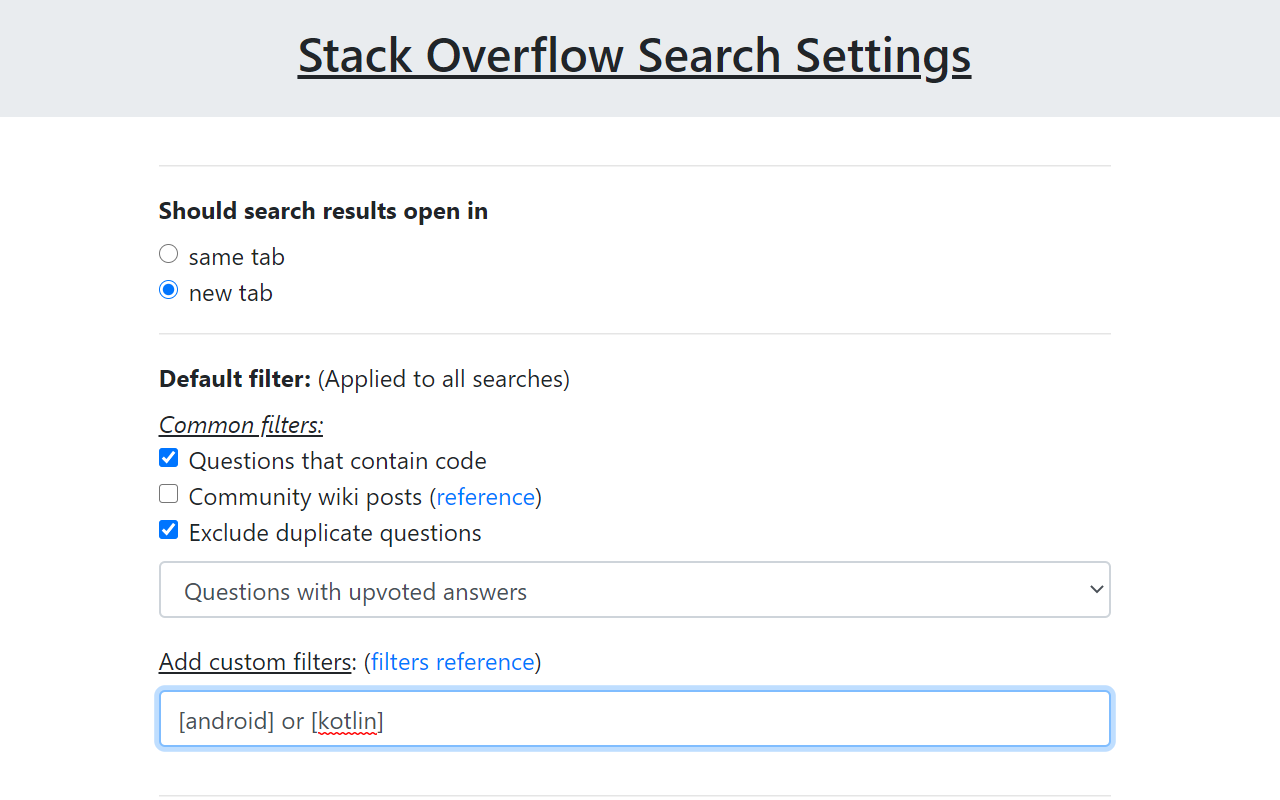 Stack Overflow Search Settings
Should search results open in
same tab
new tab
Default filter: (Applied to all searches)
Common filters:
Questions that contain code
Community wiki posts (reference)
Exclude duplicate questions
Questions with upvoted answers
Add custom filters: (filters reference)
[android] or [kotlin]